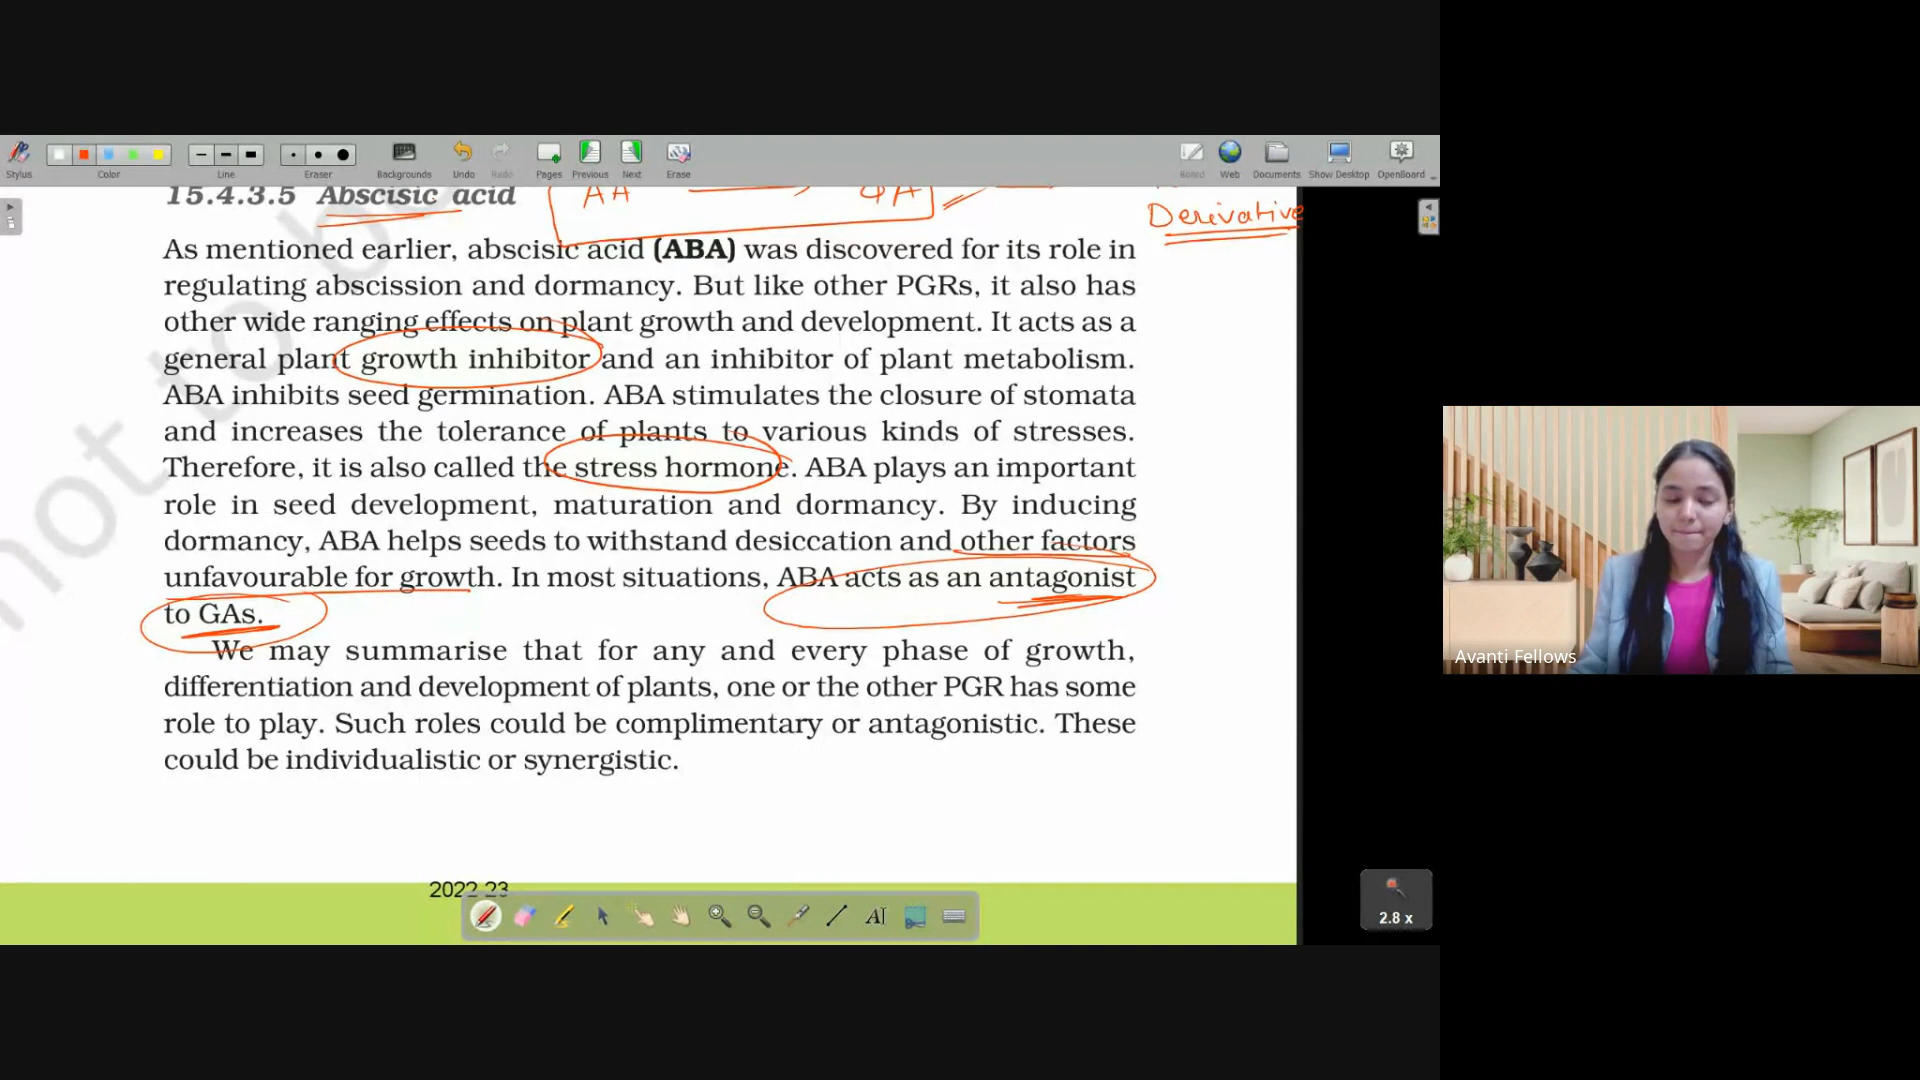 Stylus Color Line Eraser Backgrounds Undo Redo Pages Previous Next Erase Board Web Documents Show Desktop OpenBoard
15.4.3.5 Abscisic acid
AA GA
Derivative
As mentioned earlier, abscisic acid (ABA) was discovered for its role in
regulating abscission and dormancy. But like other PGRs, it also has
other wide ranging effects on plant growth and development. It acts as a
general plant growth inhibitor and an inhibitor of plant metabolism.
ABA inhibits seed germination. ABA stimulates the closure of stomata
and increases the tolerance of plants to various kinds of stresses.
Therefore, it is also called the stress hormone. ABA plays an important
role in seed development, maturation and dormancy. By inducing
dormancy, ABA helps seeds to withstand desiccation and other factors
unfavourable for growth. In most situations, ABA acts as an antagonist
to GAs.
We may summarise that for any and every phase of growth,
differentiation and development of plants, one or the other PGR has some
role to play. Such roles could be complimentary or antagonistic. These
could be individualistic or synergistic.
not to be
2022-23
2.8 x
Avanti Fellows